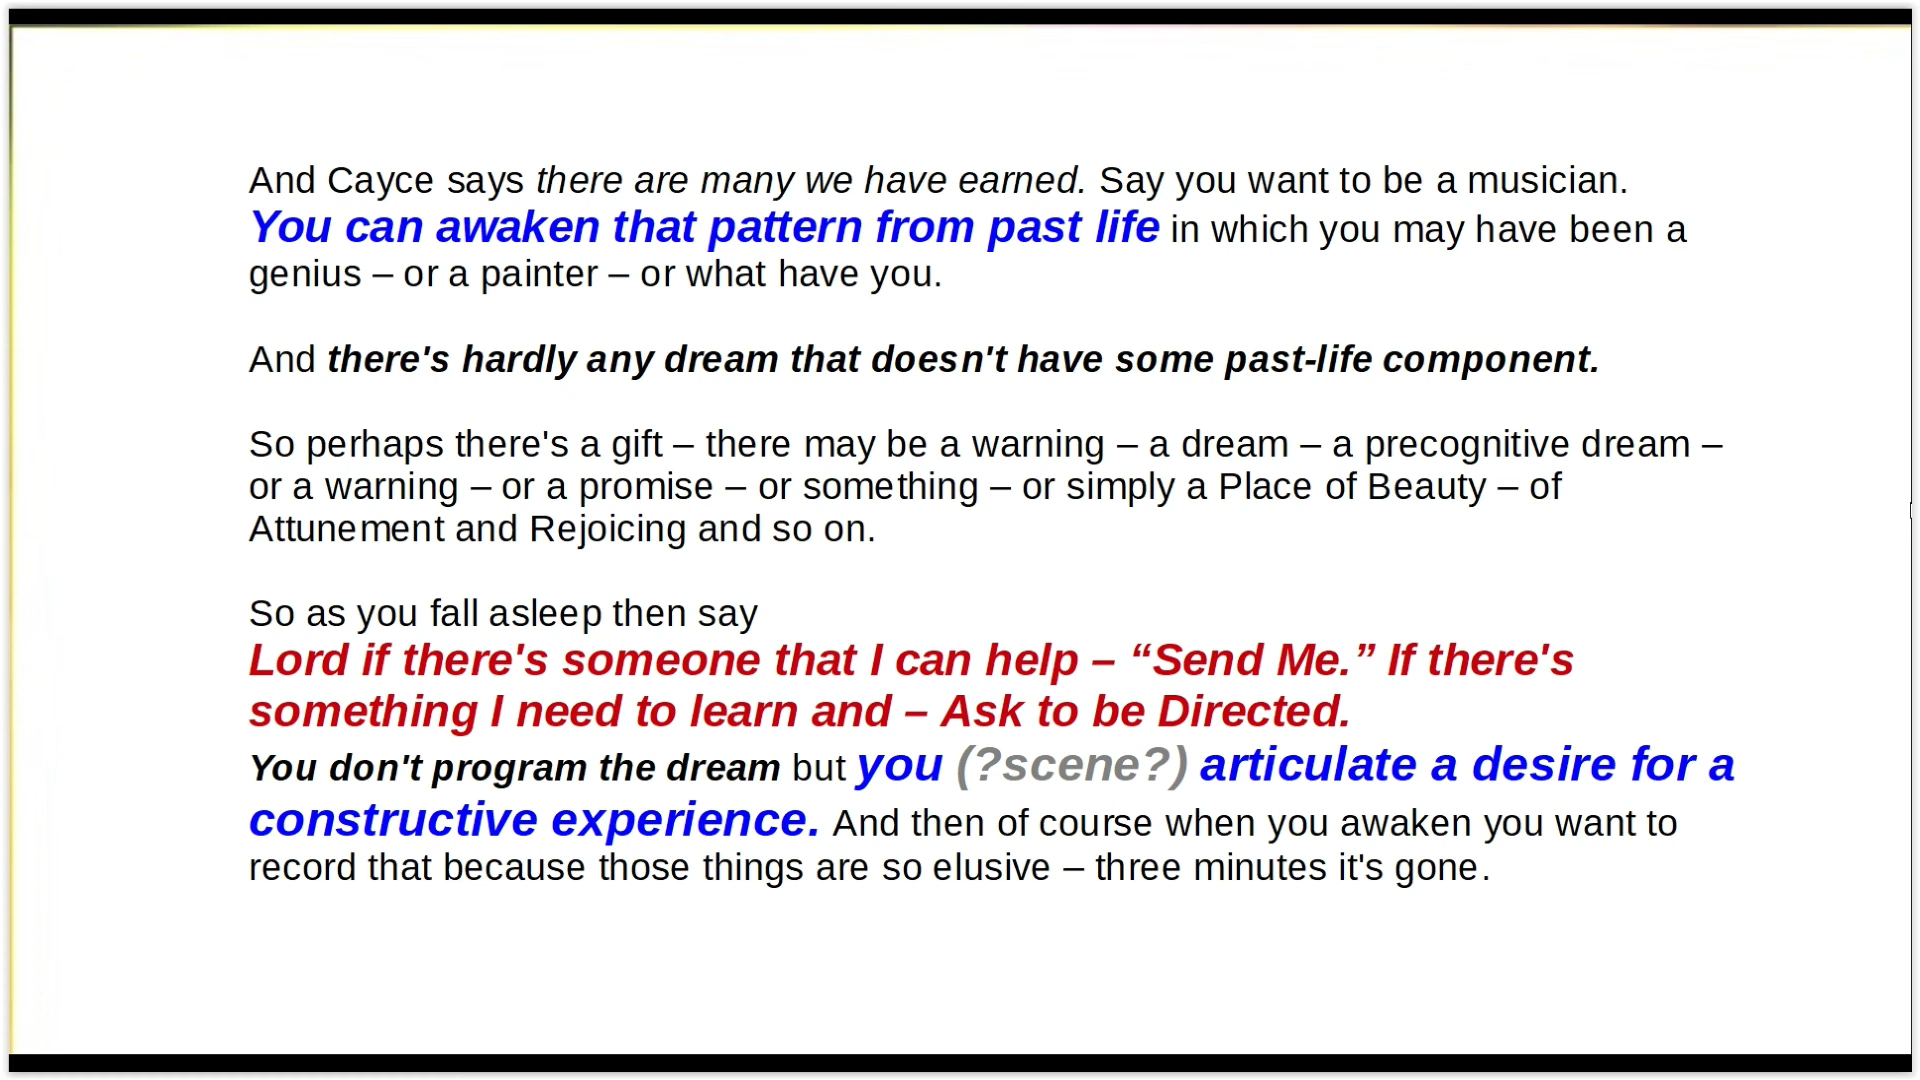 And Cayce says there are many we have earned. Say you want to be a musician.
You can awaken that pattern from past life in which you may have been a
genius – or a painter – or what have you.
And there's hardly any dream that doesn't have some past-life component.
So perhaps there's a gift – there may be a warning – a dream – a precognitive dream –
or a warning – or a promise – or something – or simply a Place of Beauty – of
Attunement and Rejoicing and so on.
So as you fall asleep then say
Lord if there's someone that I can help – “Send Me.” If there's
something I need to learn and – Ask to be Directed.
You don't program the dream but you (?scene?) articulate a desire for a
constructive experience. And then of course when you awaken you want to
record that because those things are so elusive – three minutes it's gone.